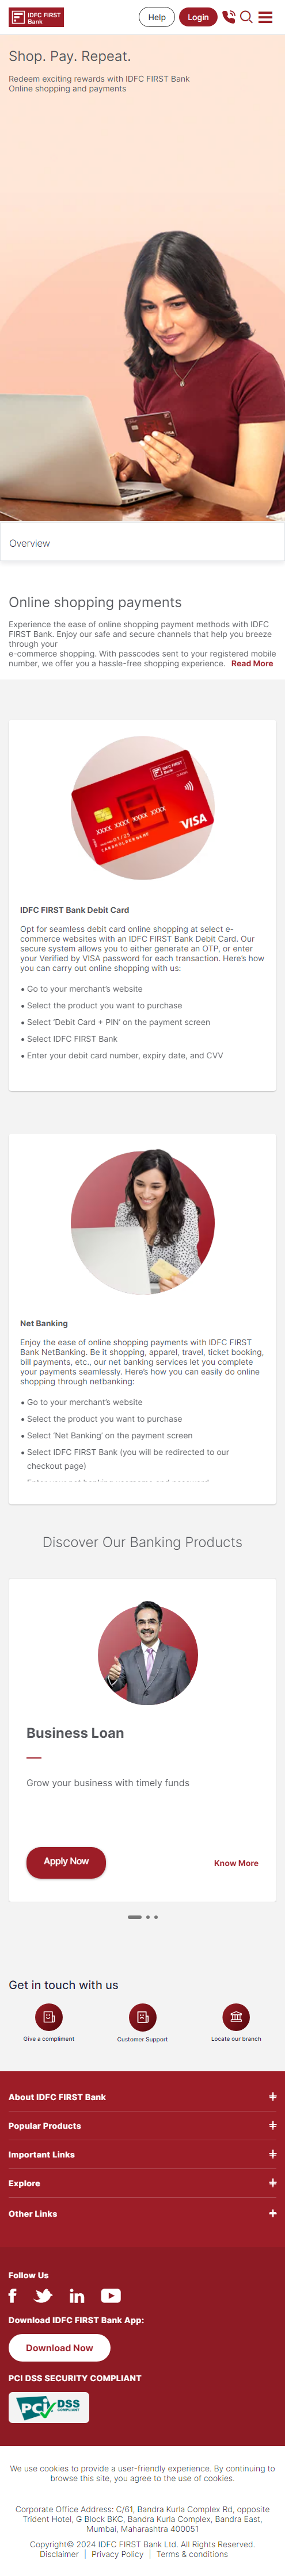 IDFC FIRST
Bank
Help
Login
Shop. Pay. Repeat.
Redeem exciting rewards with IDFC FIRST Bank
Online shopping and payments
Overview
Online shopping payments
Experience the ease of online shopping payment methods with IDFC
FIRST Bank. Enjoy our safe and secure channels that help you breeze
through your
e-commerce shopping. With passcodes sent to your registered mobile
number, we offer you a hassle-free shopping experience. Read More
IDFC FIRST
Bank
VISA
IDFC FIRST Bank Debit Card
Opt for seamless debit card online shopping at select e-
commerce websites with an IDFC FIRST Bank Debit Card. Our
secure system allows you to either generate an OTP, or enter
your Verified by VISA password for each transaction. Here's how
you can carry out online shopping with us:
• Go to your merchant's website
• Select the product you want to purchase
• Select 'Debit Card + PIN' on the payment screen
• Select IDFC FIRST Bank
• Enter your debit card number, expiry date, and CVV
Net Banking
Enjoy the ease of online shopping payments with IDFC FIRST
Bank NetBanking. Be it shopping, apparel, travel, ticket booking,
bill payments, etc., our net banking services let you complete
your payments seamlessly. Here's how you can easily do online
shopping through netbanking:
• Go to your merchant's website
• Select the product you want to purchase
• Select 'Net Banking' on the payment screen
• Select IDFC FIRST Bank (you will be redirected to our
checkout page)
Discover Our Banking Products
Business Loan
Grow your business with timely funds
Apply Now
Know More
Get in touch with us
Give a compliment
Customer Support
Locate our branch
About IDFC FIRST Bank
Popular Products
Important Links
Explore
Other Links
Follow Us
Download IDFC FIRST Bank App:
Download Now
PCI DSS SECURITY COMPLIANT
PCI DSS
COMPLIANT
We use cookies to provide a user-friendly experience. By continuing to
browse this site, you agree to the use of cookies.
Corporate Office Address: C/61, Bandra Kurla Complex Rd, opposite
Trident Hotel, G Block BKC, Bandra Kurla Complex, Bandra East,
Mumbai, Maharashtra 400051
Copyright© 2024 IDFC FIRST Bank Ltd. All Rights Reserved.
Disclaimer | Privacy Policy | Terms & conditions